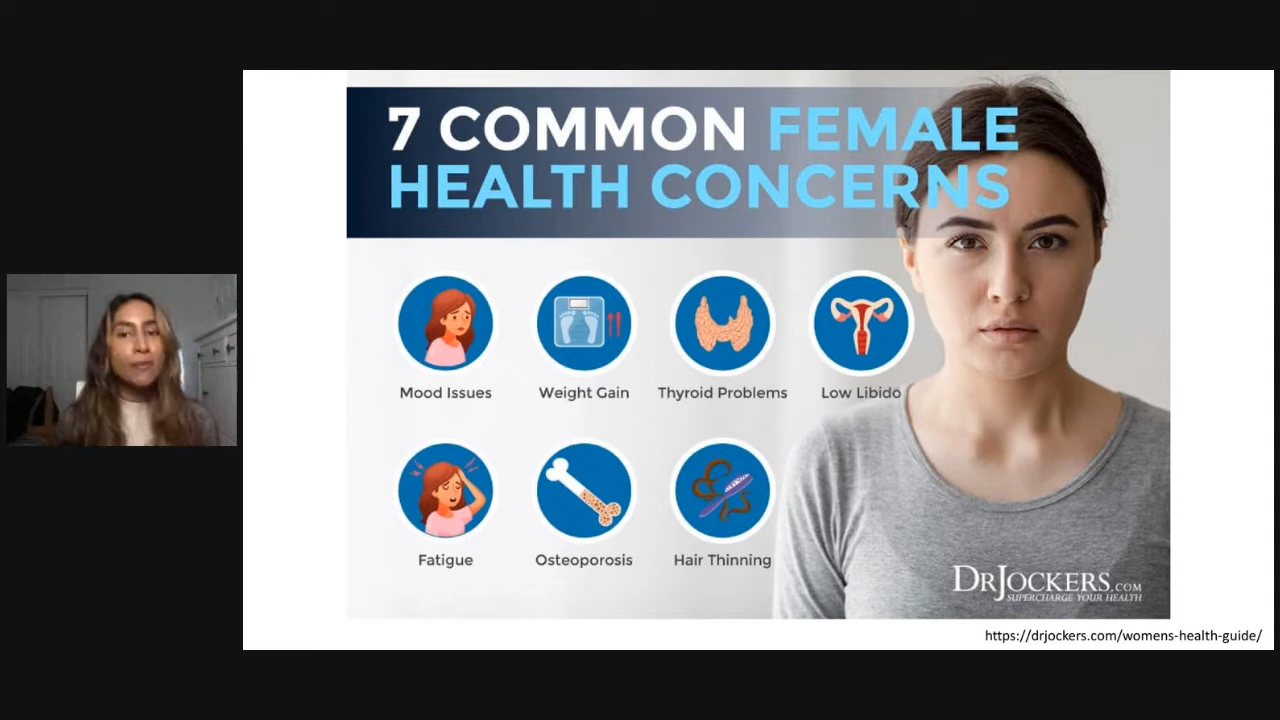 7 COMMON FEMALE
HEALTH CONCERNS
Mood Issues
Weight Gain
Thyroid Problems
Low Libido
Fatigue
Osteoporosis
Hair Thinning
DRJOCKERS.COM
SUPERCHARGE YOUR HEALTH
https://drjockers.com/womens-health-guide/